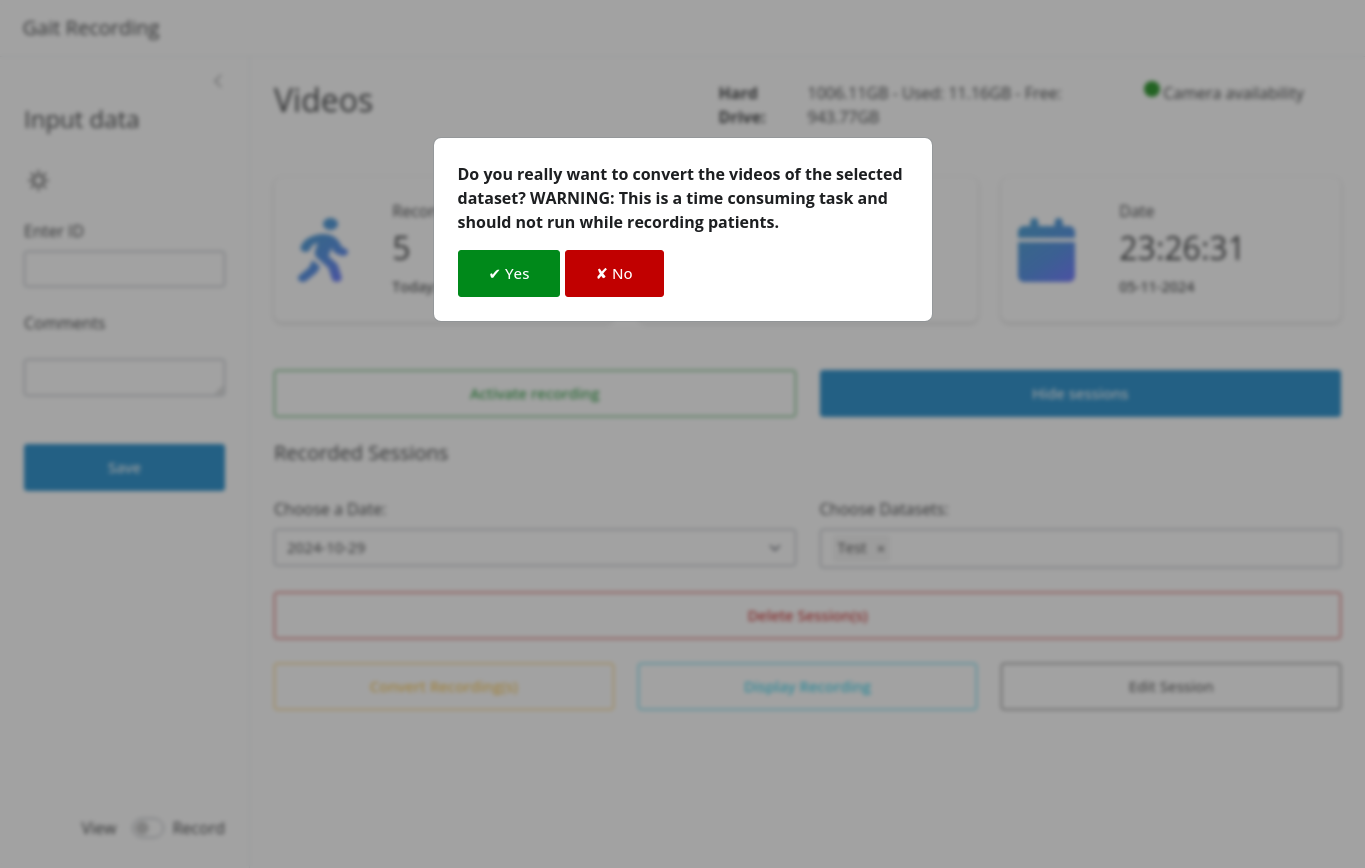 Gait Recording
Input data
Enter ID
Comments
Save
View Record
Videos
Hard Drive: 1006.11GB - Used: 11.16GB - Free: 943.77GB
Camera availability
Do you really want to convert the videos of the selected
dataset? WARNING: This is a time consuming task and
should not run while recording patients.
✔ Yes
✘ No
5
Today
Date
23:26:31
05-11-2024
Activate recording
Hide sessions
Recorded Sessions
Choose a Date:
2024-10-29
Choose Datasets:
Test ×
Delete Session(s)
Convert Recording(s)
Display Recording
Edit Session